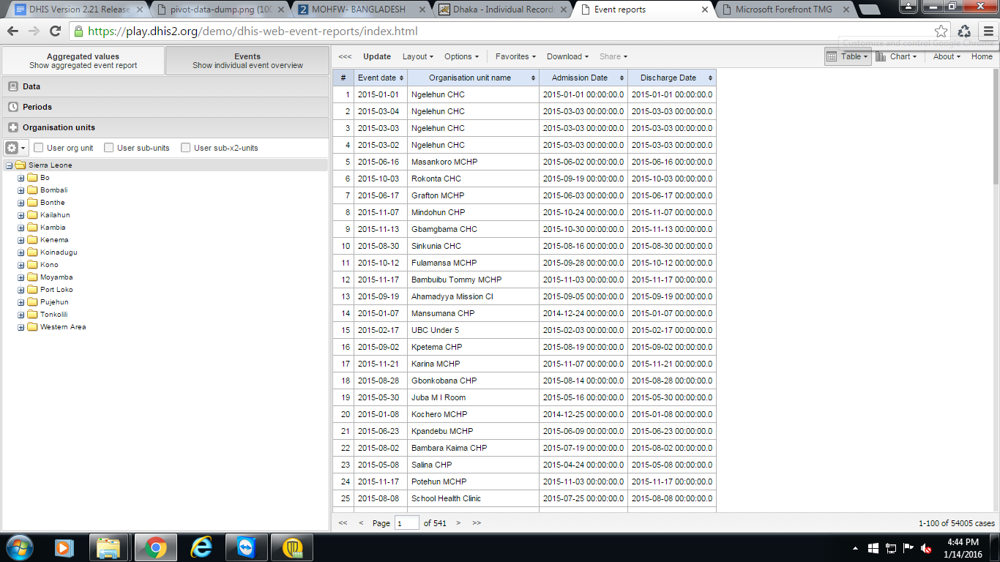 DHIS Version 2.21 Release
pivot-data-dump.png (100
MOHFW- BANGLADESH
Dhaka - Individual Records
Event reports
Microsoft Forefront TMG
https://play.dhis2.org/demo/dhis-web-event-reports/index.html
Customize and control Google Chrome
Aggregated values
Show aggregated event report
Events
Show individual event overview
<<< Update Layout Options Favorites Download Share Table Chart About Home
Data
Periods
Organisation units
User org unit User sub-units User sub-x2-units
Sierra Leone
Bo
Bombali
Bonthe
Kailahun
Kambia
Kenema
Koinadugu
Kono
Moyamba
Port Loko
Pujehun
Tonkolili
Western Area
# Event date Organisation unit name Admission Date Discharge Date
1 2015-01-01 Ngelehun CHC 2015-01-01 00:00:00.0 2015-01-01 00:00:00.0
2 2015-03-04 Ngelehun CHC 2015-03-03 00:00:00.0 2015-03-03 00:00:00.0
3 2015-03-03 Ngelehun CHC 2015-03-03 00:00:00.0 2015-03-03 00:00:00.0
4 2015-03-02 Ngelehun CHC 2015-03-03 00:00:00.0 2015-03-03 00:00:00.0
5 2015-06-16 Masankoro MCHP 2015-06-02 00:00:00.0 2015-06-16 00:00:00.0
6 2015-10-03 Rokonta CHC 2015-09-19 00:00:00.0 2015-10-03 00:00:00.0
7 2015-06-17 Grafton MCHP 2015-06-03 00:00:00.0 2015-06-17 00:00:00.0
8 2015-11-07 Mindohun CHP 2015-10-24 00:00:00.0 2015-11-07 00:00:00.0
9 2015-11-13 Gbamgbama CHC 2015-10-30 00:00:00.0 2015-11-13 00:00:00.0
10 2015-08-30 Sinkunia CHC 2015-08-16 00:00:00.0 2015-08-30 00:00:00.0
11 2015-10-12 Fulamansa MCHP 2015-09-28 00:00:00.0 2015-10-12 00:00:00.0
12 2015-11-17 Bambuibu Tommy MCHP 2015-11-03 00:00:00.0 2015-11-17 00:00:00.0
13 2015-09-19 Ahamadyya Mission Cl 2015-09-05 00:00:00.0 2015-09-19 00:00:00.0
14 2015-01-07 Mansumana CHP 2014-12-24 00:00:00.0 2015-01-07 00:00:00.0
15 2015-02-17 UBC Under 5 2015-02-03 00:00:00.0 2015-02-17 00:00:00.0
16 2015-09-02 Kpetema CHP 2015-08-19 00:00:00.0 2015-09-02 00:00:00.0
17 2015-11-21 Karina MCHP 2015-11-07 00:00:00.0 2015-11-21 00:00:00.0
18 2015-08-28 Gbonkobana CHP 2015-08-14 00:00:00.0 2015-08-28 00:00:00.0
19 2015-05-30 Juba M I Room 2015-05-16 00:00:00.0 2015-05-30 00:00:00.0
20 2015-01-08 Kochero MCHP 2014-12-25 00:00:00.0 2015-01-08 00:00:00.0
21 2015-06-23 Kpandebu MCHP 2015-06-09 00:00:00.0 2015-06-23 00:00:00.0
22 2015-08-02 Bambara Kaima CHP 2015-07-19 00:00:00.0 2015-08-02 00:00:00.0
23 2015-05-08 Salina CHP 2015-04-24 00:00:00.0 2015-05-08 00:00:00.0
24 2015-11-17 Potehun MCHP 2015-11-03 00:00:00.0 2015-11-17 00:00:00.0
25 2015-08-08 School Health Clinic 2015-07-25 00:00:00.0 2015-08-08 00:00:00.0
<< < Page 1 of 541 > >> 1-100 of 54005 cases
4:44 PM
1/14/2016